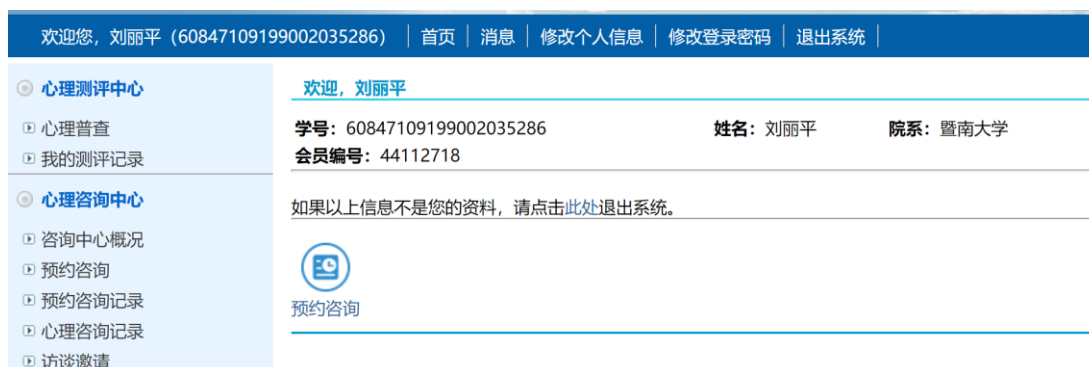 欢迎您，刘丽平（60847109199002035286） 首页 消息 修改个人信息 修改登录密码 退出系统
心理测评中心
心理普查
我的测评记录
心理咨询中心
咨询中心概况
预约咨询
预约咨询记录
心理咨询记录
访谈邀请
欢迎，刘丽平
学号：60847109199002035286 姓名：刘丽平 院系：暨南大学
会员编号：44112718
如果以上信息不是您的资料，请点击此处退出系统。
预约咨询